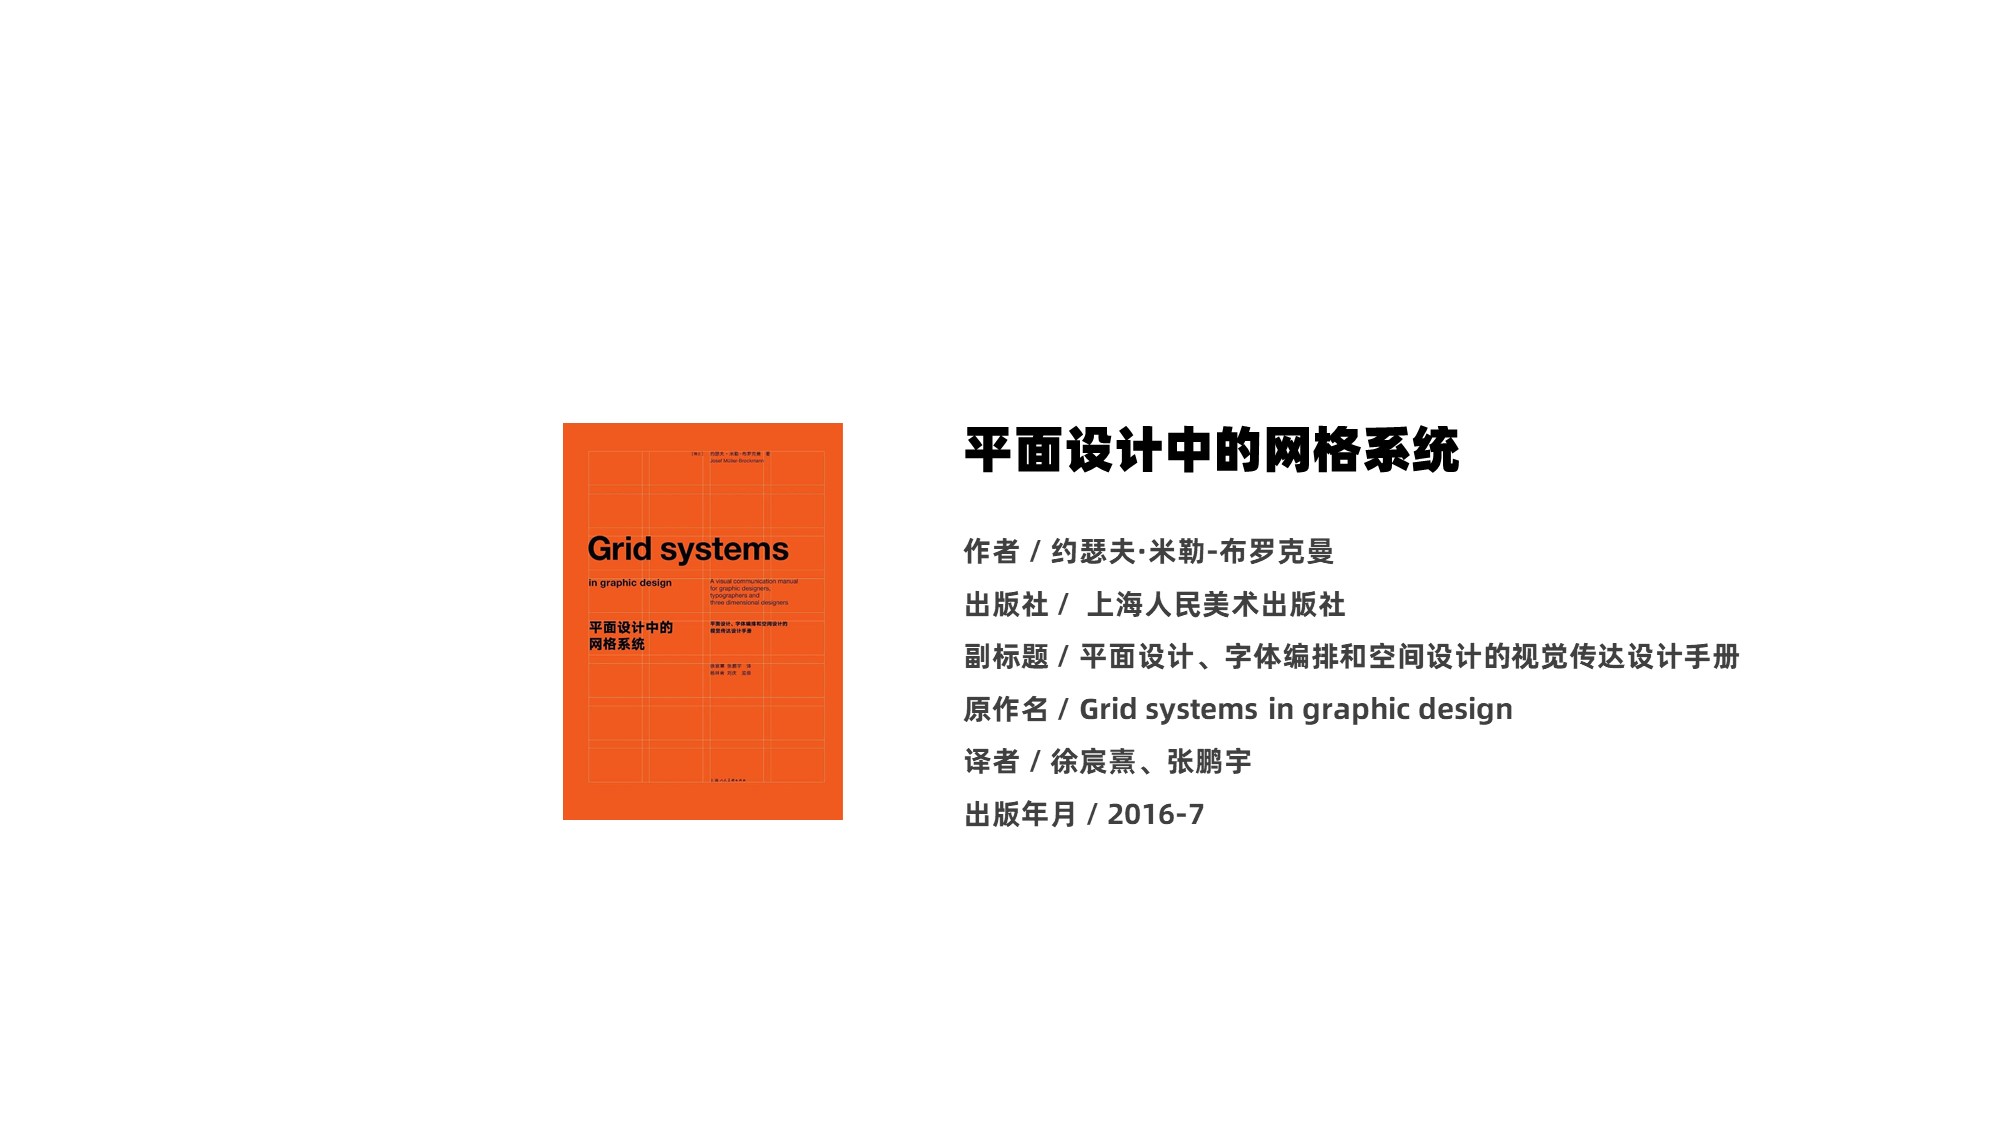 约瑟夫·米勒-布罗克曼 著
Josef Müller-Brockmann
Grid systems
in graphic design
A visual communication manual
for graphic designers,
typographers and
three dimensional designers
平面设计中的
网格系统
平面设计、字体编排和空间设计的
视觉传达设计手册
平面设计中的网格系统
作者 / 约瑟夫·米勒-布罗克曼
出版社 / 上海人民美术出版社
副标题 / 平面设计、字体编排和空间设计的视觉传达设计手册
原作名 / Grid systems in graphic design
译者 / 徐宸熹、张鹏宇
出版年月 / 2016-7